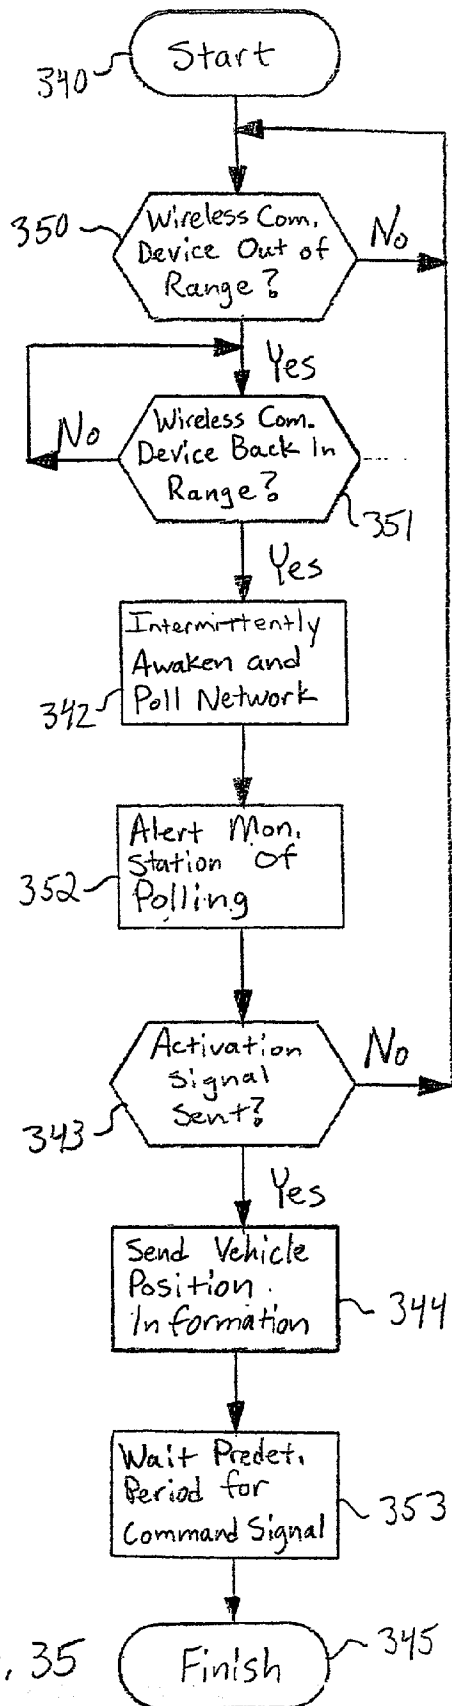 Start
340
Wireless Com.
Device Out of
Range?
350
No
Yes
Wireless Com.
Device Back In
Range?
No
351
Yes
Intermittently
Awaken and
Poll Network
342
Alert Mon.
Station Of
Polling
352
Activation
Signal
Sent?
343
No
Yes
Send Vehicle
Position
Information
344
Wait Predet.
Period for
Command Signal
353
Finish
345
. 35